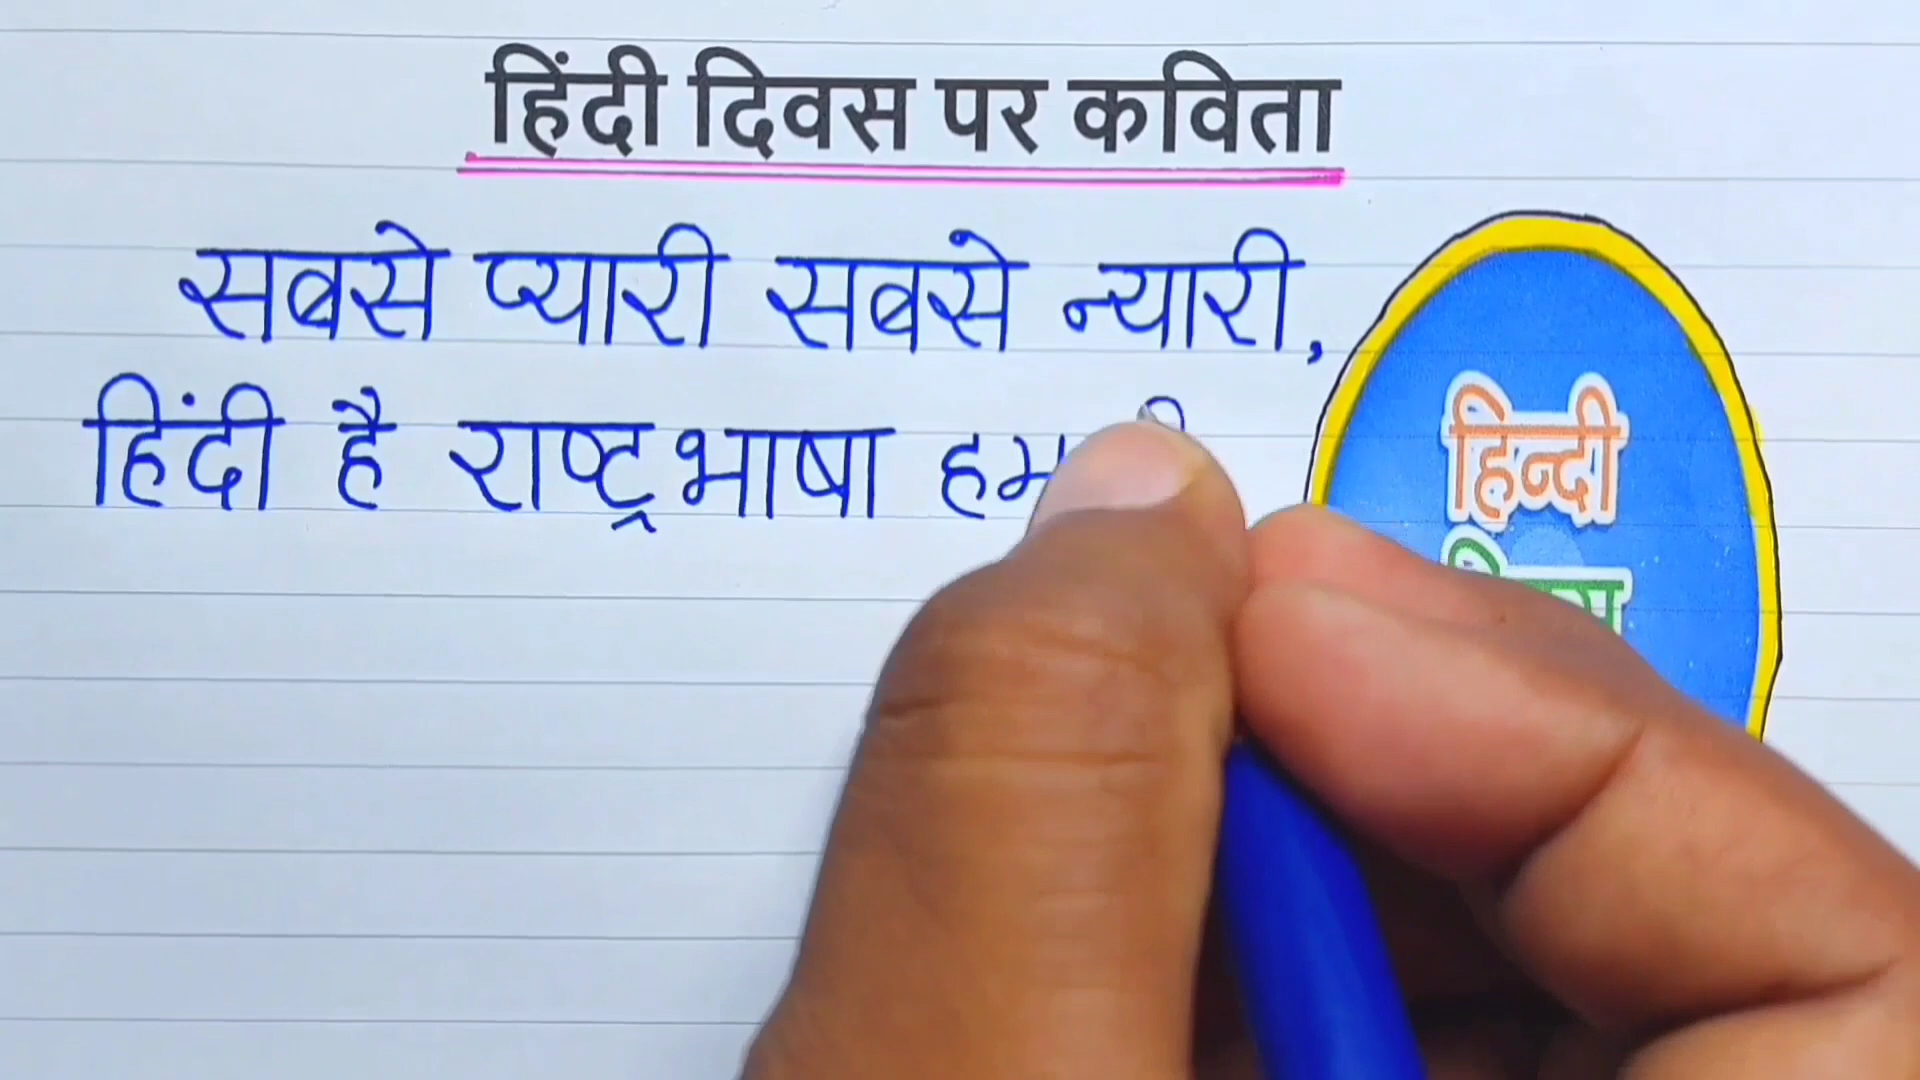 हिंदी दिवस पर कविता
सबसे प्यारी सबसे न्यारी,
हिंदी है राष्ट्रभाषा
हिन्दी